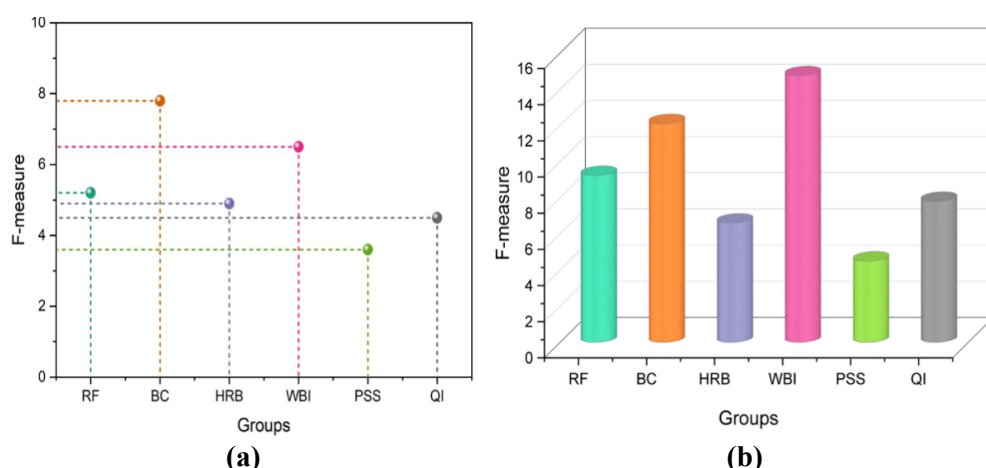 10
8
6
4
2
0
F-measure
RF BC HRB WBI PSS QI
Groups
(a)
16
14
12
10
8
6
4
2
0
F-measure
RF BC HRB WBI PSS QI
Groups
(b)